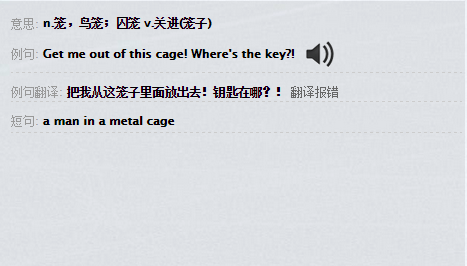 意思: n.笼，鸟笼；囚笼 v.关进(笼子)
例句: Get me out of this cage! Where's the key?!
例句翻译: 把我从这笼子里面放出去！钥匙在哪？！ 翻译报错
短句: a man in a metal cage